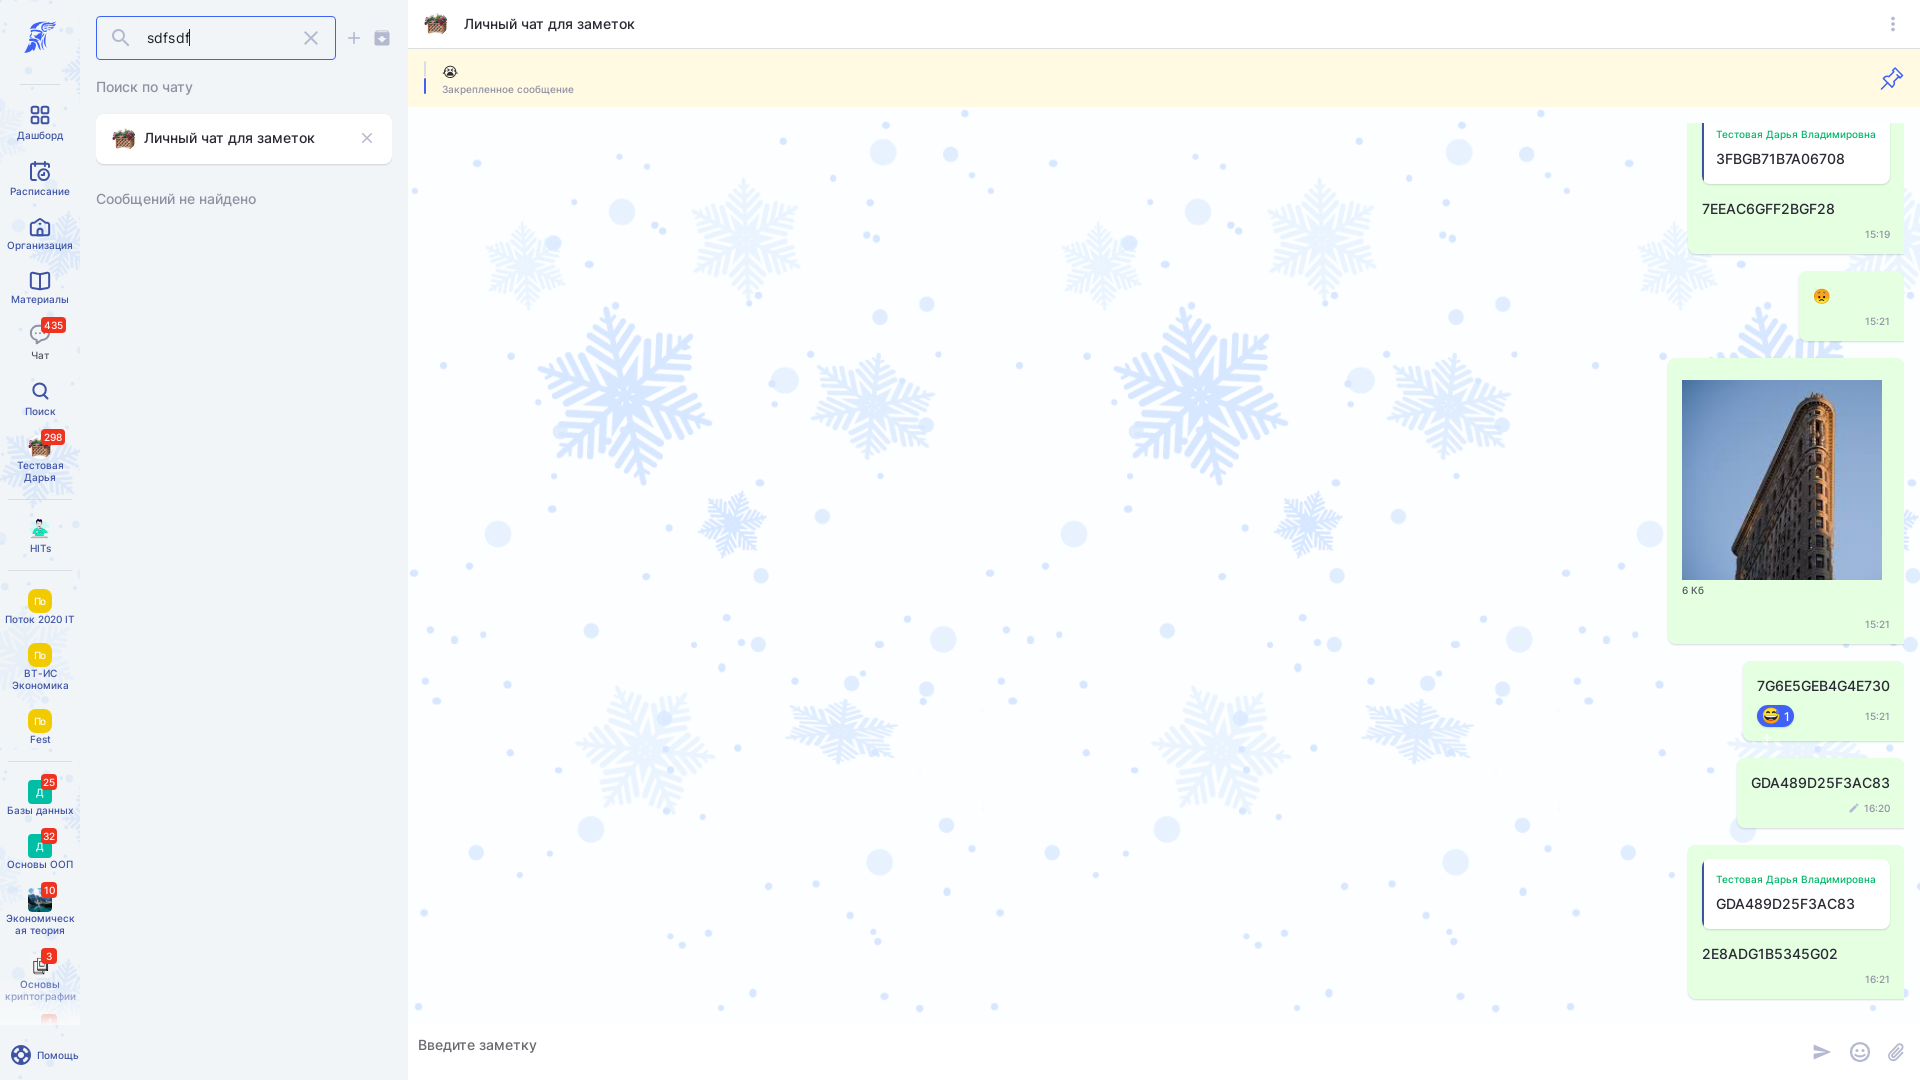 sdfsdf
Поиск по чату
Личный чат для заметок
Сообщений не найдено
Дашборд
Расписание
Организация
Материалы
435
Чат
Поиск
298
Тестовая
Дарья
HITs
По
Поток 2020 IT
По
ВТ-ИС
Экономика
По
Fest
25
Д
Базы данных
32
Д
Основы ООП
10
Экономическ
ая теория
3
Основы
криптографии
Помощь
Личный чат для заметок
Закрепленное сообщение
Тестовая Дарья Владимировна
3FBGB71B7A06708
7EEAC6GFF2BGF28
15:19
15:21
6 Кб
15:21
7G6E5GEB4G4E730
1
15:21
GDA489D25F3AC83
16:20
Тестовая Дарья Владимировна
GDA489D25F3AC83
2E8ADG1B5345G02
16:21
Введите заметку